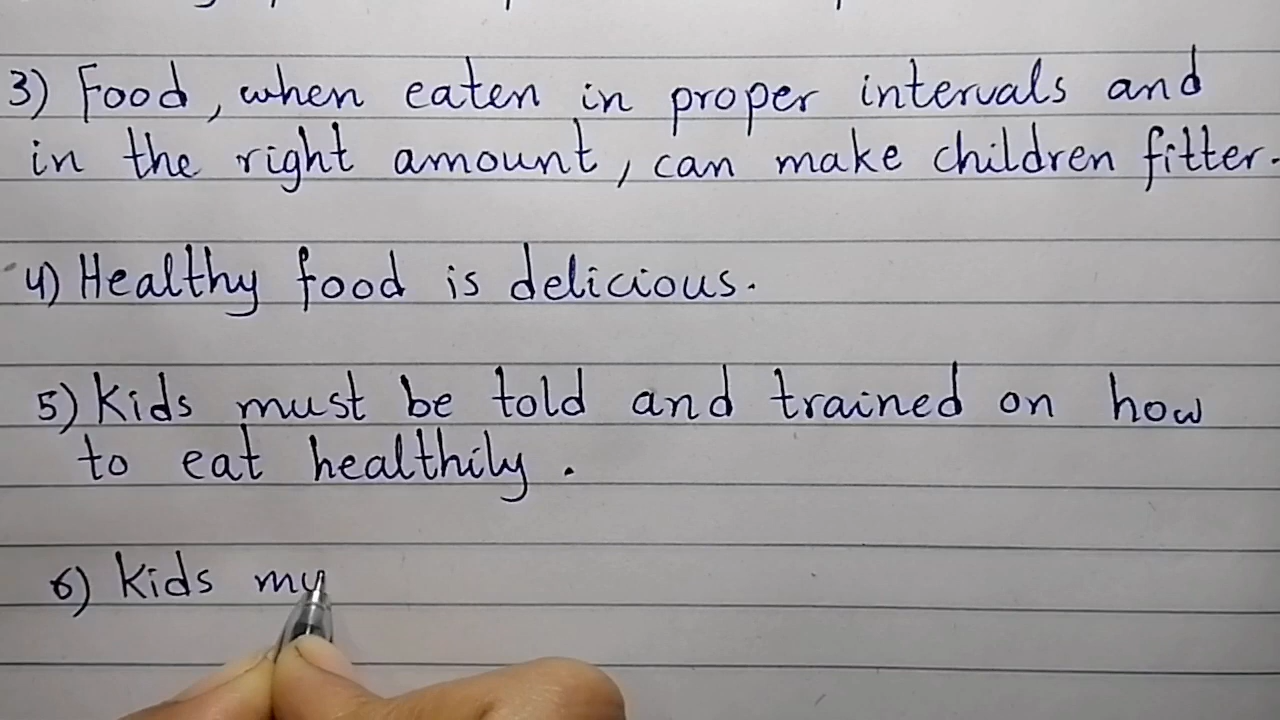 3) Food, when eaten in proper intervals and
in the right amount, can make children fitter.
4) Healthy food is delicious.
5) Kids must be told and trained on how
to eat healthily.
6) Kids mu